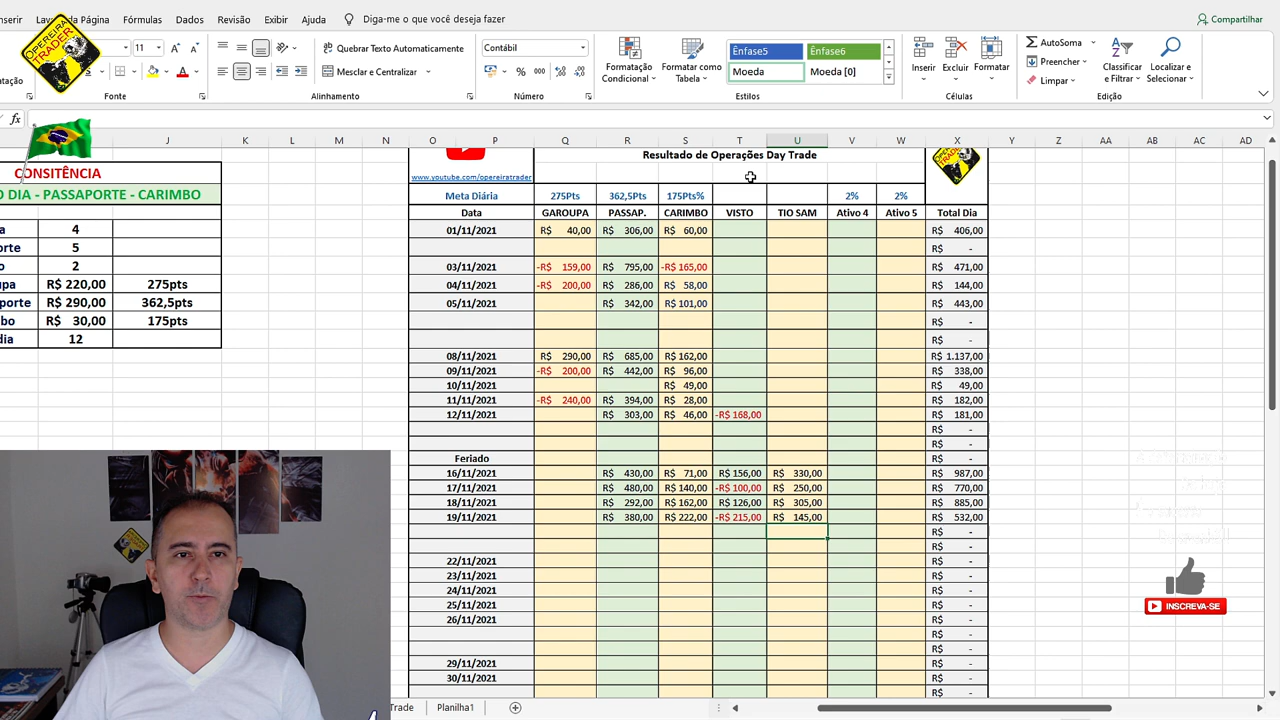 nserir
Fórmulas
Dados
Revisão
Exibir
Ajuda
Diga-me o que você deseja fazer
Compartilhar
OPEREIRA
TRADER
11
Quebrar Texto Automaticamente
Mesclar e Centralizar
Contábil
%
000
Formatação
Condicional
Formatar como
Tabela
Ênfase5
Ênfase6
Moeda
Moeda [0]
Inserir
Excluir
Formatar
AutoSoma
Preencher
Limpar
Classificar
e Filtrar
Localizar e
Selecionar
Fonte
Alinhamento
Número
Estilos
Células
Edição
fx
J L M N O P Q R S T U V W X Y Z AA AB AC AD
CONSITÊNCIA
O DIA - PASSAPORTE - CARIMBO
a 4
orte 5
o 2
upa R$ 220,00 275pts
porte R$ 290,00 362,5pts
bo R$ 30,00 175pts
dia 12
Resultado de Operações Day Trade
www.youtube.com/opereiratrader
Meta Diária 275Pts 362,5Pts 175Pts% 2% 2%
Data GAROUPA PASSAP. CARIMBO VISTO TIO SAM Ativo 4 Ativo 5 Total Dia
01/11/2021 R$ 40,00 R$ 306,00 R$ 60,00 R$ 406,00
R$ -
03/11/2021 -R$ 159,00 R$ 795,00 -R$ 165,00 R$ 471,00
04/11/2021 -R$ 200,00 R$ 286,00 R$ 58,00 R$ 144,00
05/11/2021 R$ 342,00 R$ 101,00 R$ 443,00
R$ -
R$ -
08/11/2021 R$ 290,00 R$ 685,00 R$ 162,00 R$ 1.137,00
09/11/2021 -R$ 200,00 R$ 442,00 R$ 96,00 R$ 338,00
10/11/2021 R$ 49,00 R$ 49,00
11/11/2021 -R$ 240,00 R$ 394,00 R$ 28,00 R$ 182,00
12/11/2021 R$ 303,00 R$ 46,00 -R$ 168,00 R$ 181,00
R$ -
R$ -
Feriado R$ -
16/11/2021 R$ 430,00 R$ 71,00 R$ 156,00 R$ 330,00 R$ 987,00
17/11/2021 R$ 480,00 R$ 140,00 -R$ 100,00 R$ 250,00 R$ 770,00
18/11/2021 R$ 292,00 R$ 162,00 R$ 126,00 R$ 305,00 R$ 885,00
19/11/2021 R$ 380,00 R$ 222,00 -R$ 215,00 R$ 145,00 R$ 532,00
R$ -
R$ -
22/11/2021 R$ -
23/11/2021 R$ -
24/11/2021 R$ -
25/11/2021 R$ -
26/11/2021 R$ -
R$ -
R$ -
29/11/2021 R$ -
30/11/2021 R$ -
R$ -
INSCREVA-SE
Trade
Planilha1